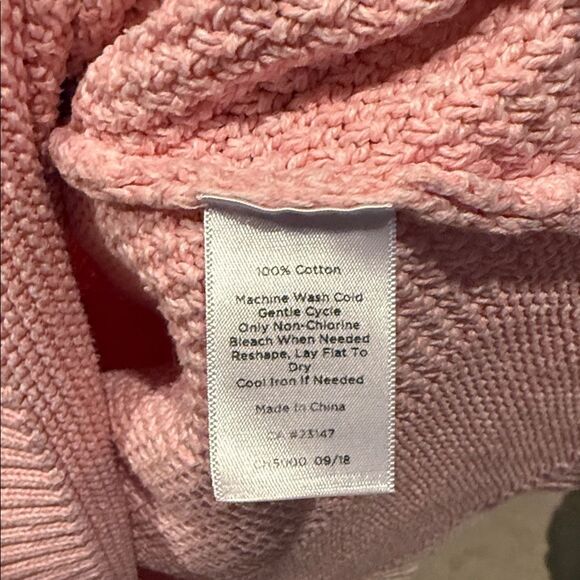 100% Cotton
Machine Wash Cold
Gentle Cycle
Only Non-Chlorine
Bleach When Needed
Reshape, Lay Flat To
Dry
Cool Iron If Needed
Made In China
CA #23147
09/18